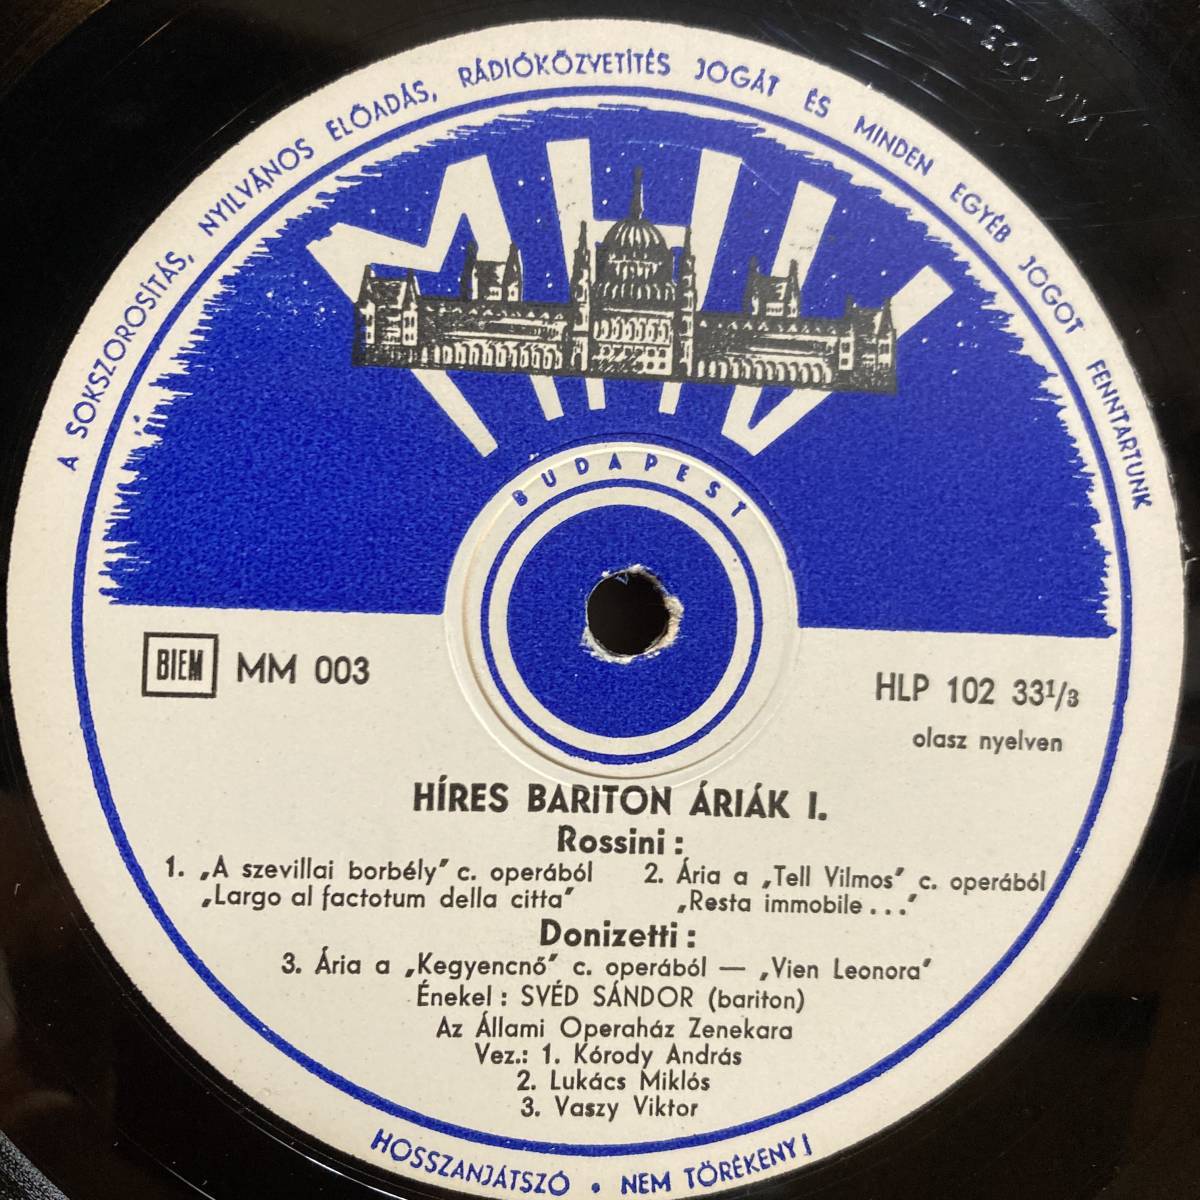 A SOKSZOROSÍTÁS, NYILVÁNOS ELŐADÁS, RÁDIÓKÖZVETÍTÉS JOGÁT ÉS MINDEN EGYÉB JOGOT FENNTARTUNK
MHV
BUDAPEST
BIEM MM 003
HLP 102 33 1/3
olasz nyelven
HÍRES BARITON ÁRIÁK I.
Rossini:
1. „A szevillai borbély” c. operából 2. Ária a „Tell Vilmos” c. operából
„Largo al factotum della citta” „Resta immobile...”
Donizetti:
3. Ária a „Kegyencnő” c. operából — „Vien Leonora”
Énekel: SVÉD SÁNDOR (bariton)
Az Állami Operaház Zenekara
Vez.: 1. Kórody András
2. Lukács Miklós
3. Vaszy Viktor
HOSSZANJÁTSZÓ • NEM TÖRÉKENY!